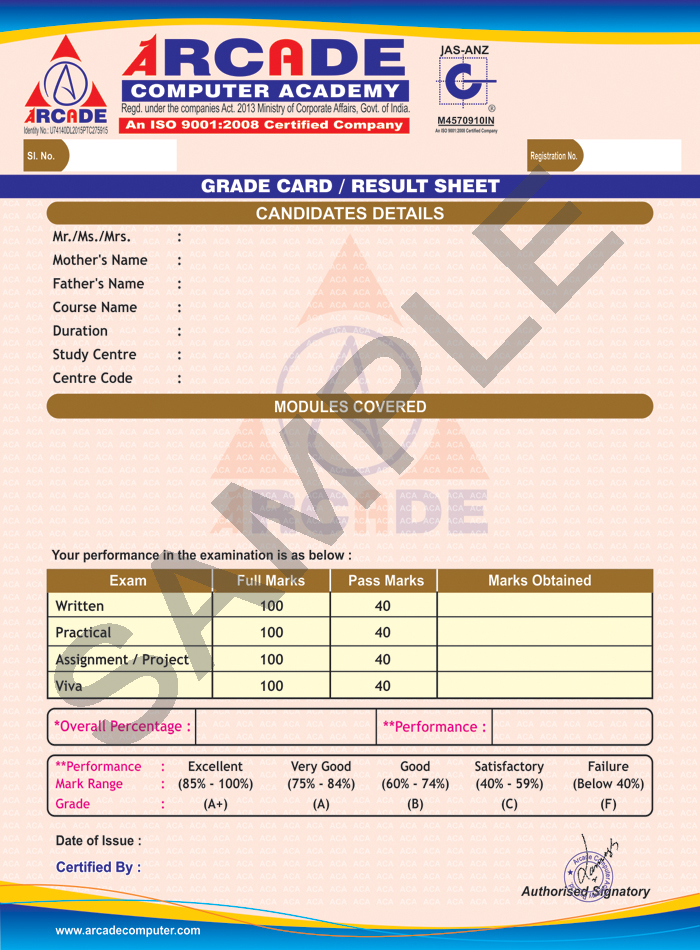 JAS-ANZ
ARCADE
COMPUTER ACADEMY
Regd. under the companies Act. 2013 Ministry of Corporate Affairs, Govt. of India.
An ISO 9001:2008 Certified Company
ARCADE
Identity No.: U74140DL2015PTC275915
®
M4570910IN
An ISO 9001:2008 Certified Company
Sl. No.
Registration No.
GRADE CARD / RESULT SHEET
CANDIDATES DETAILS
Mr./Ms./Mrs. :
Mother's Name :
Father's Name :
Course Name :
Duration :
Study Centre :
Centre Code :
MODULES COVERED
ARCADE
SAMPLE
Your performance in the examination is as below :
Exam Full Marks Pass Marks Marks Obtained
Written 100 40
Practical 100 40
Assignment / Project 100 40
Viva 100 40
*Overall Percentage : **Performance :
**Performance : Excellent Very Good Good Satisfactory Failure
Mark Range : (85% - 100%) (75% - 84%) (60% - 74%) (40% - 59%) (Below 40%)
Grade : (A+) (A) (B) (C) (F)
Date of Issue :
Certified By :
Arcade Computer
Authorised Signatory
www.arcadecomputer.com